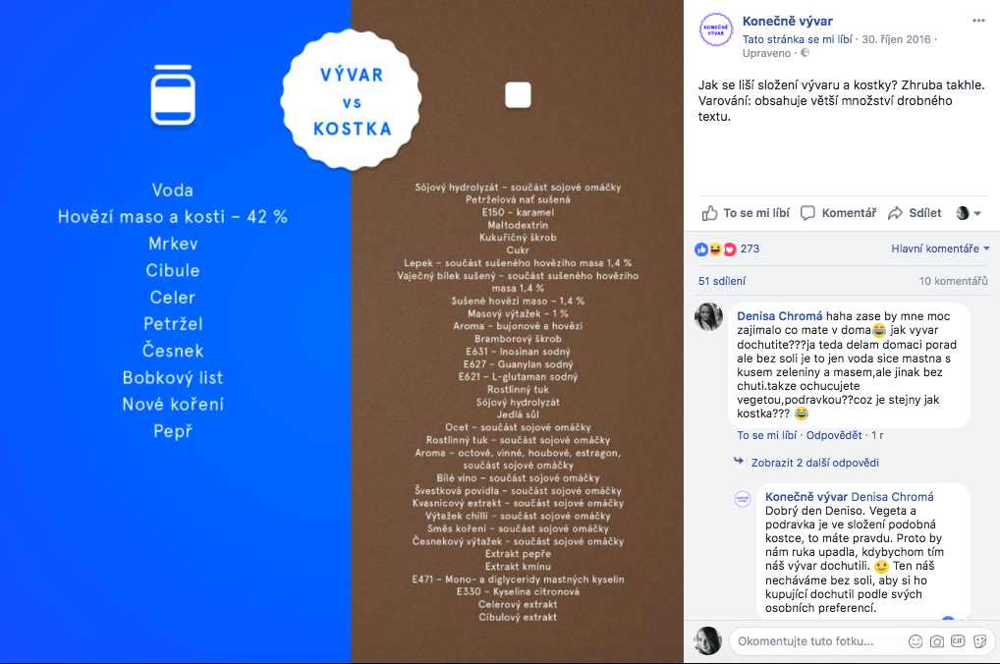 VÝVAR
vs
KOSTKA
Voda
Hovězí maso a kosti – 42 %
Mrkev
Cibule
Celer
Petržel
Česnek
Bobkový list
Nové koření
Pepř
Sójový hydrolyzát – součást sojové omáčky
Petrželová nať sušená
E150 – karamel
Maltodextrin
Kukuřičný škrob
Cukr
Lepek – součást sušeného hovězího masa 1,4 %
Vaječný bílek sušený – součást sušeného hovězího
masa 1,4 %
Sušené hovězí maso – 1,4 %
Masový výtažek – 1 %
Aroma – bujonové a hovězí
Bramborový škrob
E631 – Inosinan sodný
E627 – Guanylan sodný
E621 – L-glutaman sodný
Rostlinný tuk
Sójový hydrolyzát
Jedlá sůl
Ocet – součást sojové omáčky
Rostlinný tuk – součást sojové omáčky
Aroma – octové, vinné, houbové, estragon,
součást sojové omáčky
Bílé víno – součást sojové omáčky
Švestková povidla – součást sojové omáčky
Kvasnicový extrakt – součást sojové omáčky
Výtažek chilli – součást sojové omáčky
Směs koření – součást sojové omáčky
Česnekový výtažek - součást sojové omáčky
Extrakt pepře
Extrakt kmínu
E471 – Mono- a diglyceridy mastných kyselin
E330 – Kyselina citronová
Celerový extrakt
Cibulový extrakt
KONEČNĚ
VÝVAR
Konečně vývar
Tato stránka se mi líbí · 30. říjen 2016 ·
Upraveno ·
Jak se liší složení vývaru a kostky? Zhruba takhle.
Varování: obsahuje větší množství drobného
textu.
To se mi líbí Komentář Sdílet
273 Hlavní komentáře
51 sdílení 10 komentářů
Denisa Chromá haha zase by mne moc
zajimalo co mate v doma😂 jak vyvar
dochutite???ja teda delam domaci porad
ale bez soli je to jen voda sice mastna s
kusem zeleniny a masem,ale jinak bez
chuti.takze ochucujete
vegetou,podravkou??coz je stejny jak
kostka??? 😂
To se mi líbí · Odpovědět · 1 r
Zobrazit 2 další odpovědi
Konečně vývar Denisa Chromá
Dobrý den Deniso. Vegeta a
podravka je ve složení podobná
kostce, to máte pravdu. Proto by
nám ruka upadla, kdybychom tím
náš vývar dochutili. 😉 Ten náš
necháváme bez soli, aby si ho
kupující dochutil podle svých
osobních preferencí.
Okomentujte tuto fotku...
GIF